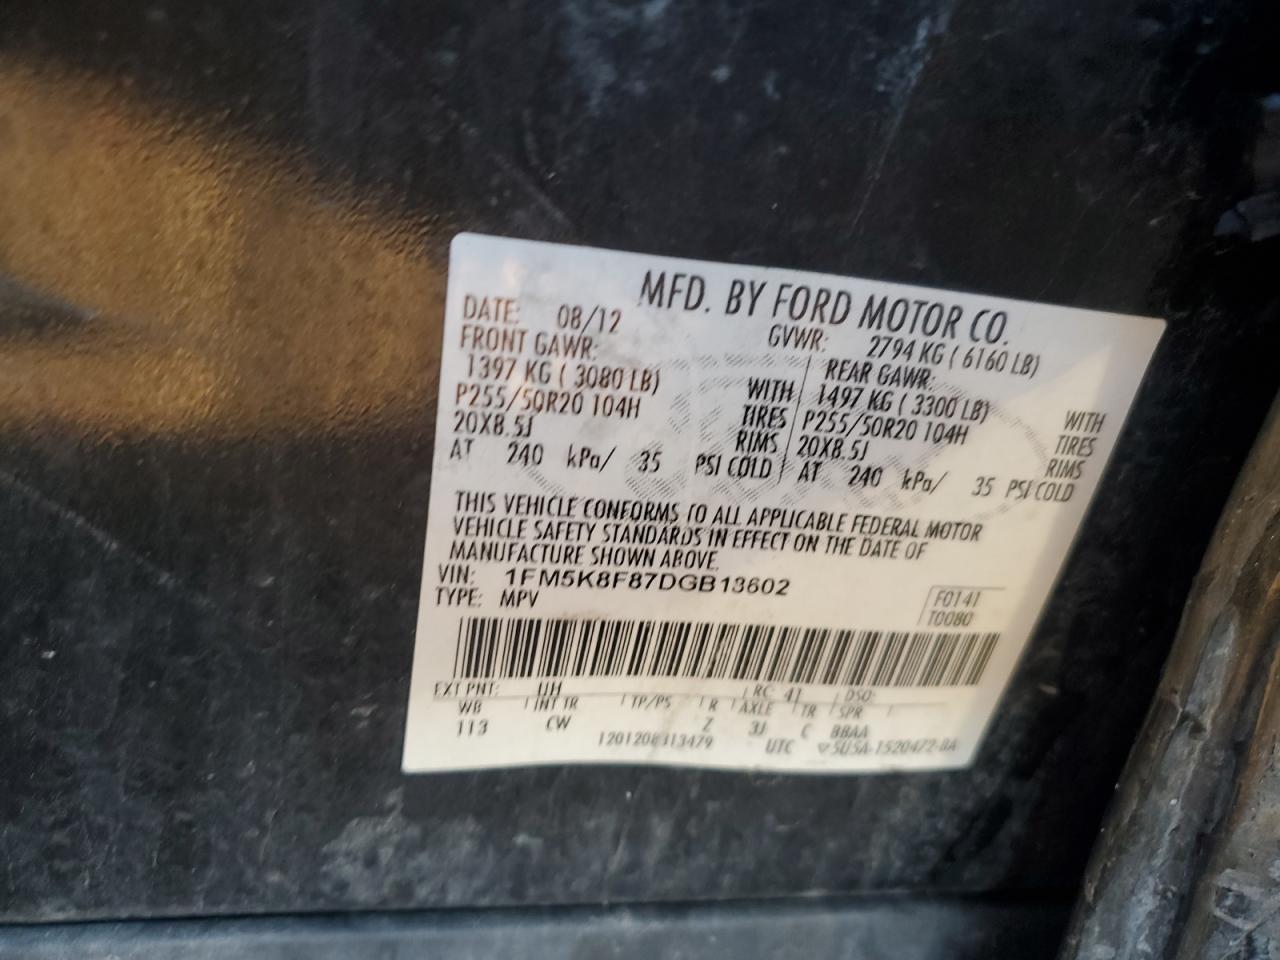 MFD. BY FORD MOTOR CO.
DATE: 08/12 GVWR: 2794 KG ( 6160 LB)
FRONT GAWR: REAR GAWR:
1397 KG ( 3080 LB) WITH 1497 KG ( 3300 LB) WITH
P255/50R20 104H TIRES P255/50R20 104H TIRES
20X8.5J RIMS 20X8.5J RIMS
AT 240 kPa/ 35 PSI COLD AT 240 kPa/ 35 PSI COLD
THIS VEHICLE CONFORMS TO ALL APPLICABLE FEDERAL MOTOR
VEHICLE SAFETY STANDARDS IN EFFECT ON THE DATE OF
MANUFACTURE SHOWN ABOVE.
VIN: 1FM5K8F87DGB13602
TYPE: MPV
F0141
T0080
EXT PNT: UH RC: 41 DSO:
WB INT TR TP/PS R AXLE TR SPR
113 CW Z 3J C BBAA
1201208313479 UTC 5U5A-1520472-BA